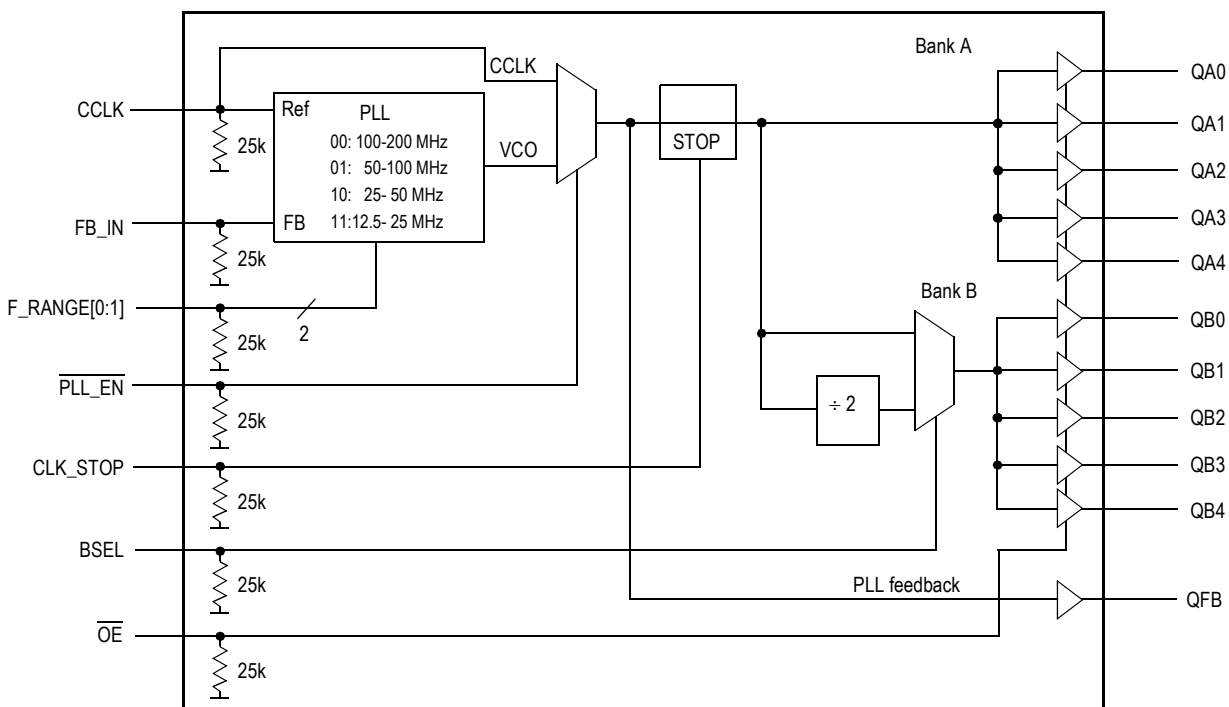 Bank A
QA0
CCLK
CCLK
Ref
PLL
QA1
00: 100-200 MHz
25k
STOP
VCO
01: 50-100 MHz
QA2
10: 25- 50 MHz
FB_IN
FB
11:12.5- 25 MHz
QA3
25k
QA4
Bank B
F_RANGE[0:1]
2
QB0
25k
QB1
PLL_EN
÷ 2
QB2
25k
CLK_STOP
QB3
25k
QB4
BSEL
25k
PLL feedback
QFB
OE
25k